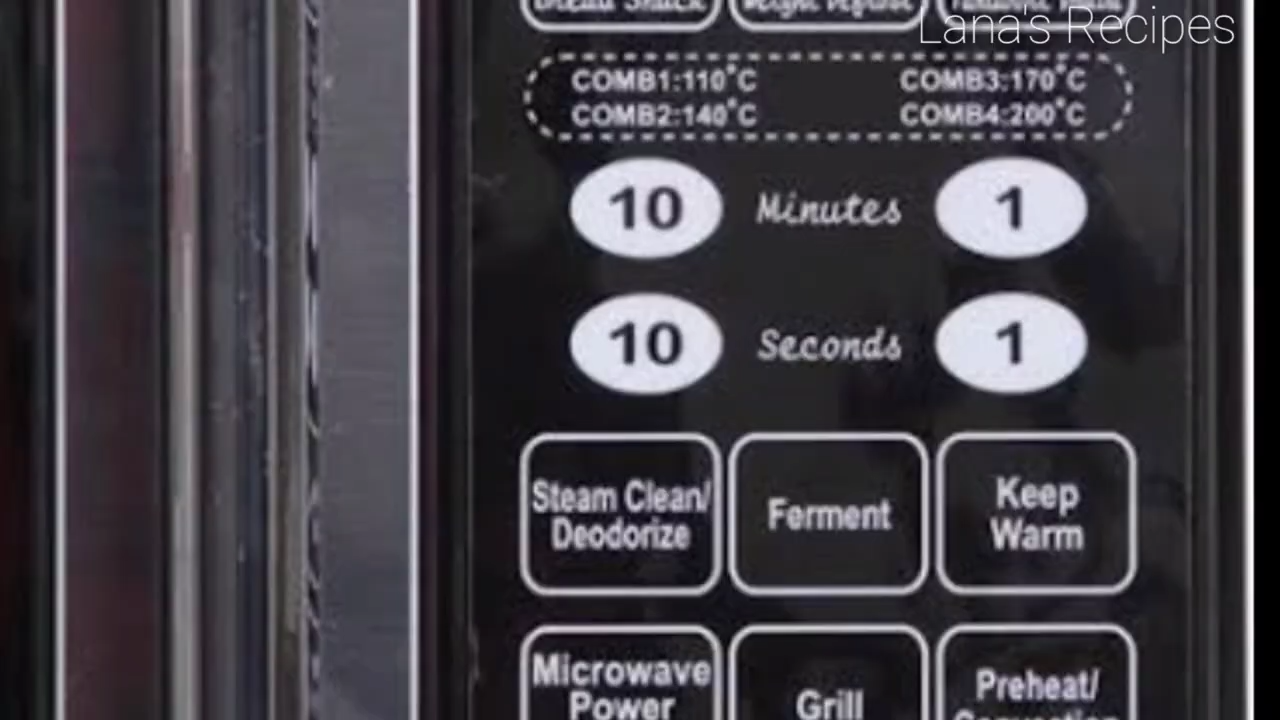 Lana's Recipes
COMB1:110°C COMB3:170°C
COMB2:140°C COMB4:200°C
10 Minutes 1
10 Seconds 1
Steam Clean/
Deodorize
Ferment
Keep
Warm
Microwave
Power
Grill
Preheat/